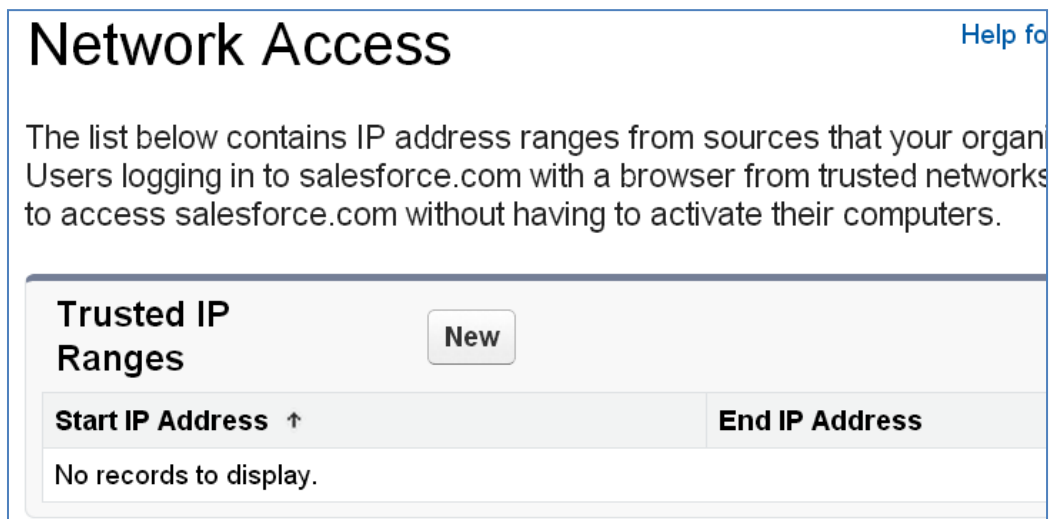 Network Access
Help fo
The list below contains IP address ranges from sources that your organi
Users logging in to salesforce.com with a browser from trusted networks
to access salesforce.com without having to activate their computers.
Trusted IP
Ranges
New
Start IP Address ↑
End IP Address
No records to display.